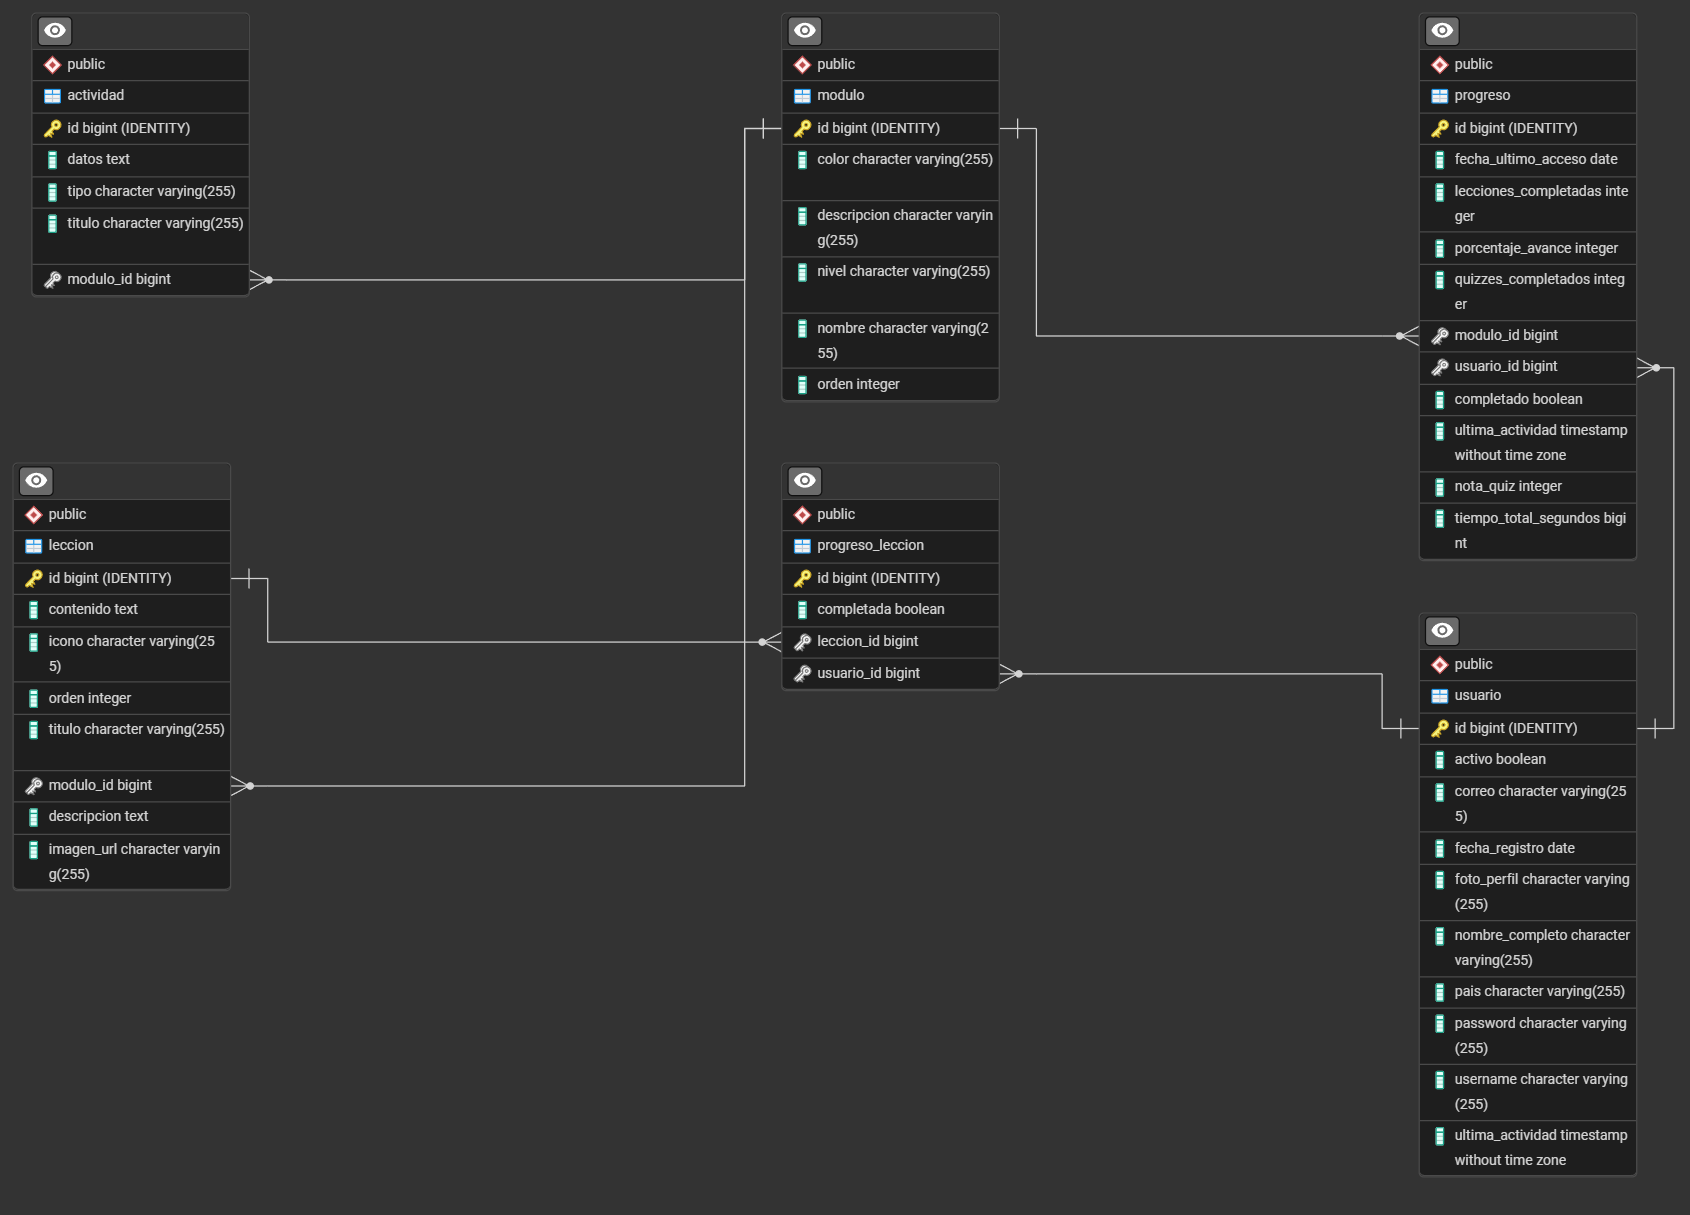 public
actividad
id bigint (IDENTITY)
datos text
tipo character varying(255)
titulo character varying(255)
modulo_id bigint
public
modulo
id bigint (IDENTITY)
color character varying(255)
descripcion character varyin
g(255)
nivel character varying(255)
nombre character varying(2
55)
orden integer
public
progreso
id bigint (IDENTITY)
fecha_ultimo_acceso date
lecciones_completadas inte
ger
porcentaje_avance integer
quizzes_completados integ
er
modulo_id bigint
usuario_id bigint
completado boolean
ultima_actividad timestamp
without time zone
nota_quiz integer
tiempo_total_segundos bigi
nt
public
leccion
id bigint (IDENTITY)
contenido text
icono character varying(25
5)
orden integer
titulo character varying(255)
modulo_id bigint
descripcion text
imagen_url character varyin
g(255)
public
progreso_leccion
id bigint (IDENTITY)
completada boolean
leccion_id bigint
usuario_id bigint
public
usuario
id bigint (IDENTITY)
activo boolean
correo character varying(25
5)
fecha_registro date
foto_perfil character varying
(255)
nombre_completo character
varying(255)
pais character varying(255)
password character varying
(255)
username character varying
(255)
ultima_actividad timestamp
without time zone